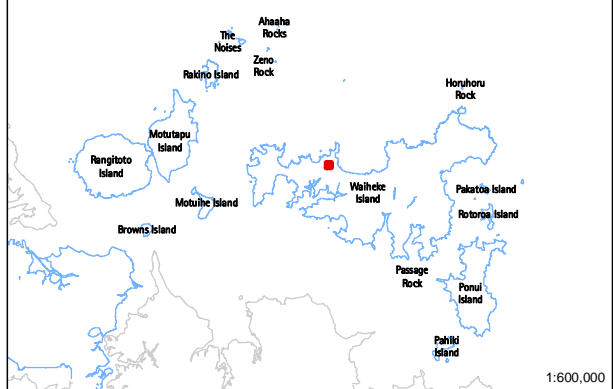 Ahaaha
Rocks
The
Noises
Zeno
Rock
Rakino Island
Horuhoru
Rock
Motutapu
Island
Rangitoto
Island
Waiheke
Island
Pakatoa Island
Motuihe Island
Rotoroa Island
Browns Island
Passage
Rock
Ponui
Island
Pahiki
Island
1:600,000